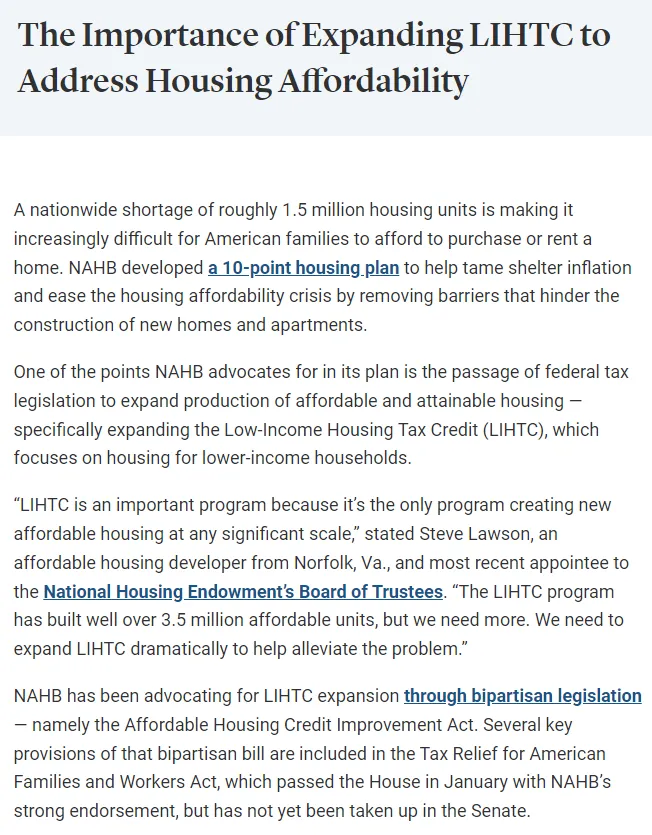 The Importance of Expanding LIHTC to
Address Housing Affordability
A nationwide shortage of roughly 1.5 million housing units is making it
increasingly difficult for American families to afford to purchase or rent a
home. NAHB developed a 10-point housing plan to help tame shelter inflation
and ease the housing affordability crisis by removing barriers that hinder the
construction of new homes and apartments.
One of the points NAHB advocates for in its plan is the passage of federal tax
legislation to expand production of affordable and attainable housing —
specifically expanding the Low-Income Housing Tax Credit (LIHTC), which
focuses on housing for lower-income households.
“LIHTC is an important program because it’s the only program creating new
affordable housing at any significant scale,” stated Steve Lawson, an
affordable housing developer from Norfolk, Va., and most recent appointee to
the National Housing Endowment’s Board of Trustees. “The LIHTC program
has built well over 3.5 million affordable units, but we need more. We need to
expand LIHTC dramatically to help alleviate the problem.”
NAHB has been advocating for LIHTC expansion through bipartisan legislation
— namely the Affordable Housing Credit Improvement Act. Several key
provisions of that bipartisan bill are included in the Tax Relief for American
Families and Workers Act, which passed the House in January with NAHB’s
strong endorsement, but has not yet been taken up in the Senate.